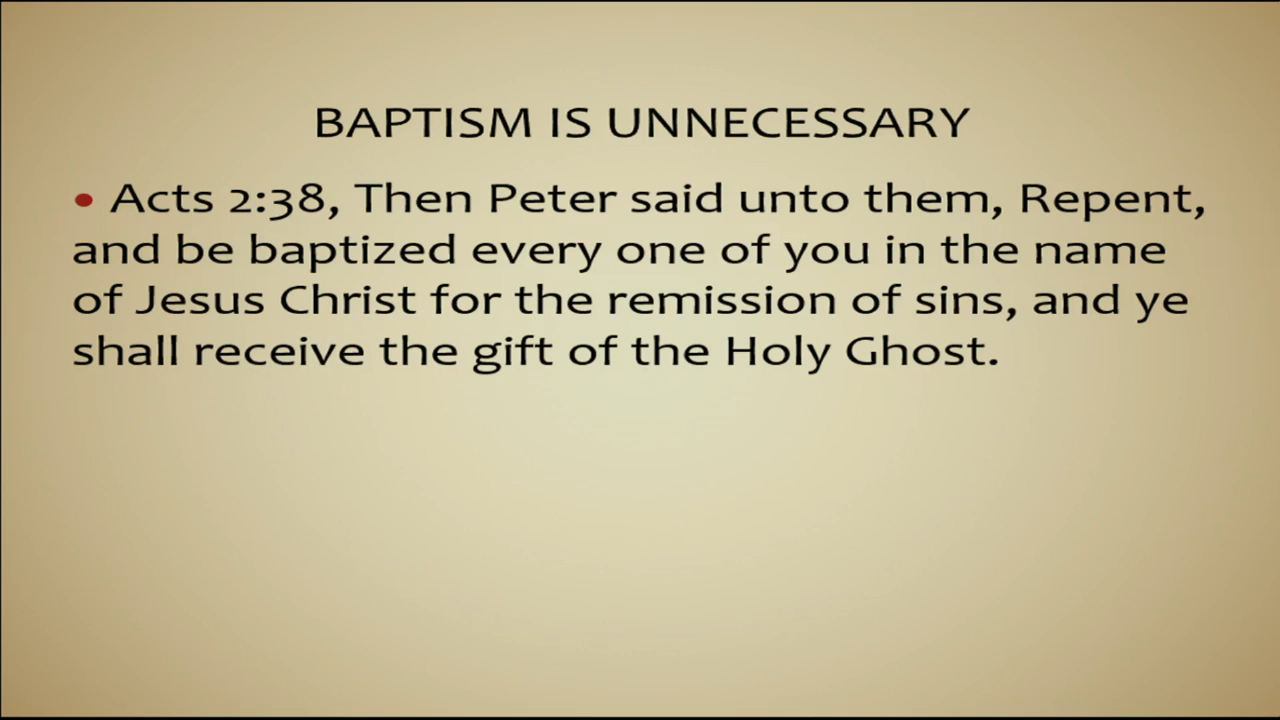 BAPTISM IS UNNECESSARY
• Acts 2:38, Then Peter said unto them, Repent,
and be baptized every one of you in the name
of Jesus Christ for the remission of sins, and ye
shall receive the gift of the Holy Ghost.